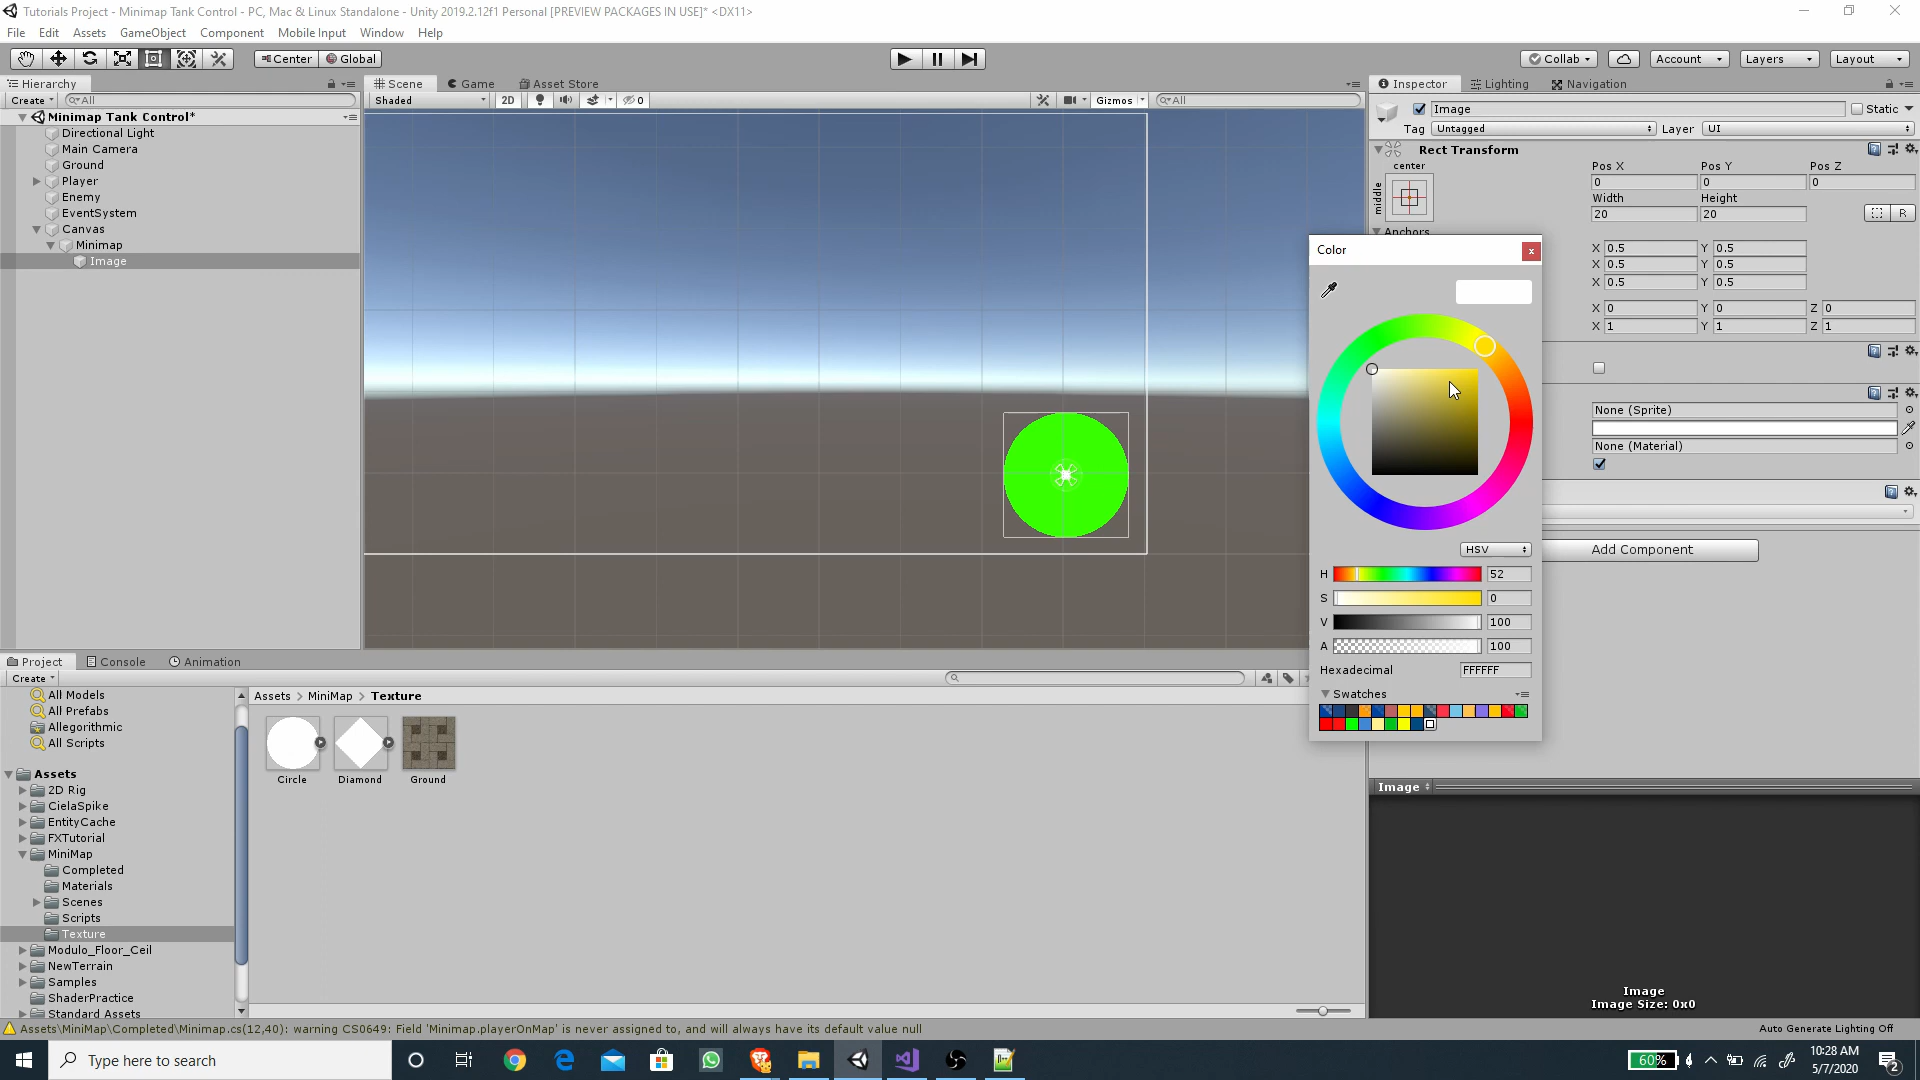 Tutorials Project - Minimap Tank Control - PC, Mac & Linux Standalone - Unity 2019.2.12f1 Personal [PREVIEW PACKAGES IN USE]* <DX11>
File Edit Assets GameObject Component Mobile Input Window Help
Center Global Collab Account Layers Layout
Hierarchy
Create All
Minimap Tank Control*
Directional Light
Main Camera
Ground
Player
Enemy
EventSystem
Canvas
Minimap
Image
Scene Game Asset Store
Shaded 2D 0 Gizmos All
Inspector Lighting Navigation
Image Static
Tag Untagged Layer UI
Rect Transform
center
middle
Pos X Pos Y Pos Z
0 0 0
Width Height
20 20 R
Anchors
X 0.5 Y 0.5
X 0.5 Y 0.5
X 0.5 Y 0.5
X 0 Y 0 Z 0
X 1 Y 1 Z 1
None (Sprite)
None (Material)
Add Component
Color
x
HSV
H 52
S 0
V 100
A 100
Hexadecimal FFFFFF
Swatches
Project Console Animation
Create
All Models
All Prefabs
Allegorithmic
All Scripts
Assets
2D Rig
CielaSpike
EntityCache
FXTutorial
MiniMap
Completed
Materials
Scenes
Scripts
Texture
Modulo_Floor_Ceil
NewTerrain
Samples
ShaderPractice
Standard Assets
Assets > MiniMap > Texture
Circle Diamond Ground
Image
Image
Image Size: 0x0
Assets\MiniMap\Completed\Minimap.cs(12,40): warning CS0649: Field 'Minimap.playerOnMap' is never assigned to, and will always have its default value null
Auto Generate Lighting Off
Type here to search
60%
10:28 AM
5/7/2020
2